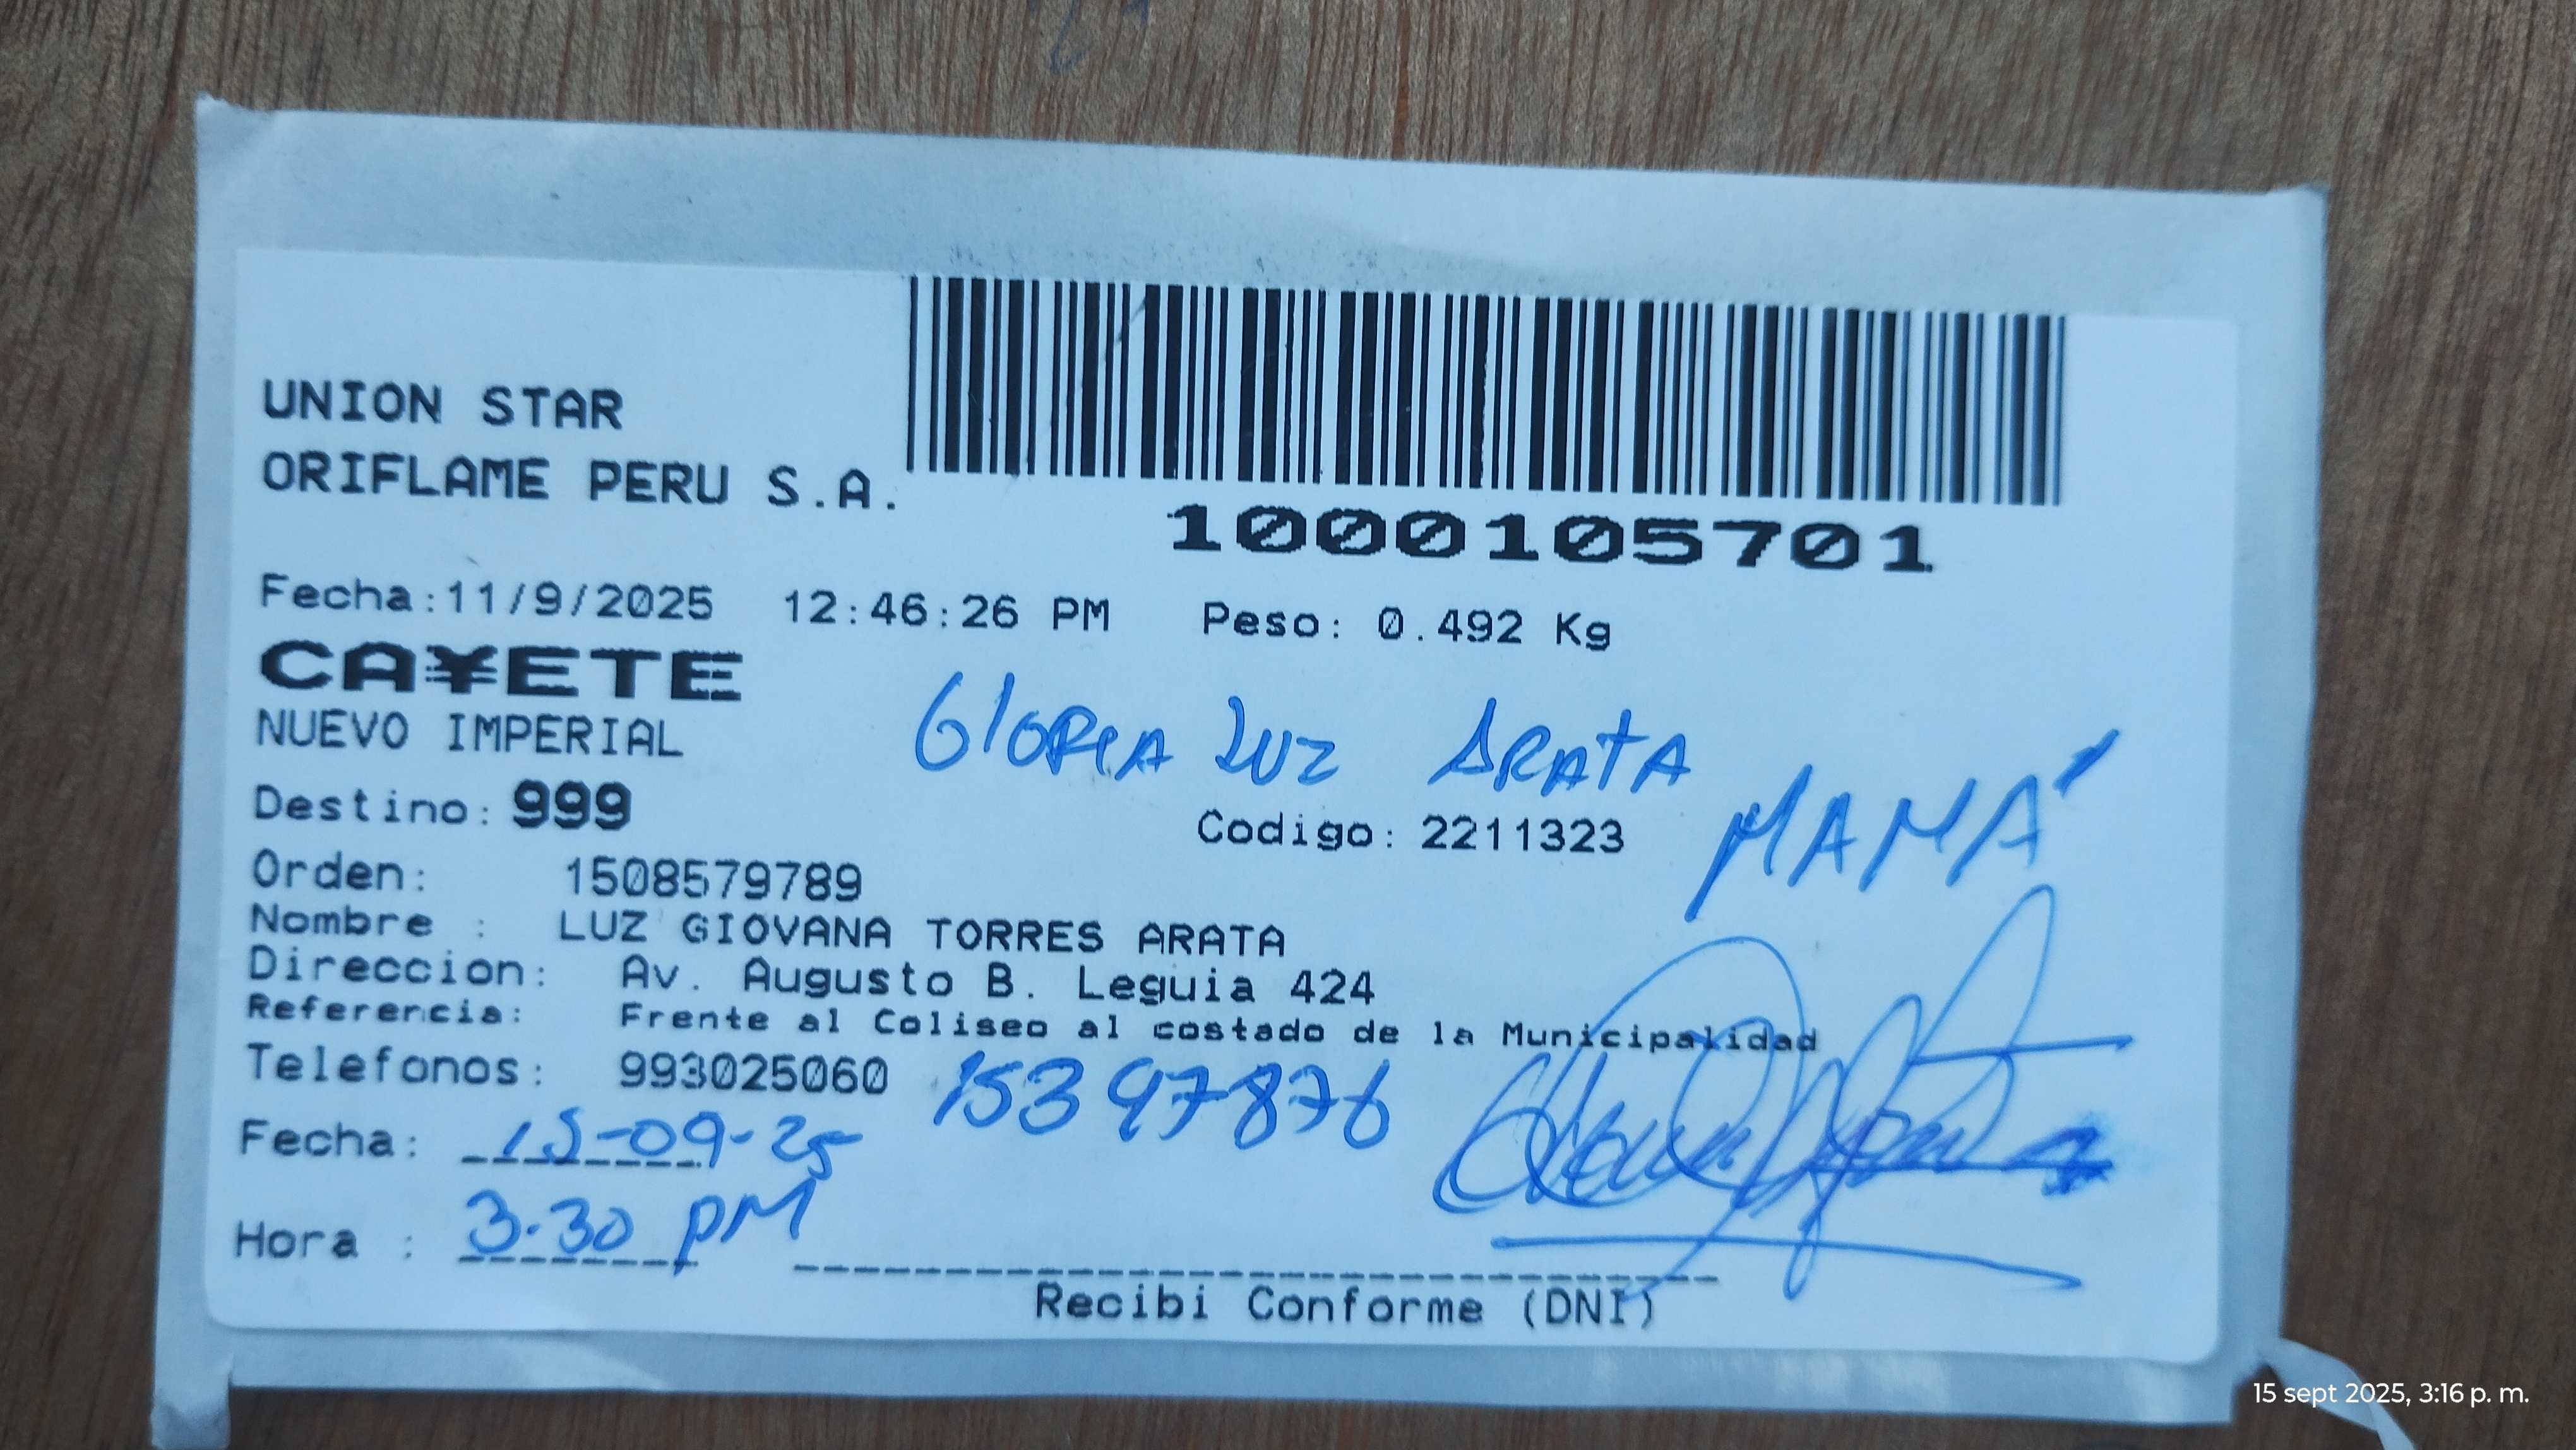 UNION STAR
ORIFLAME PERU S.A.
1000105701
Fecha:11/9/2025 12:46:26 PM Peso: 0.492 Kg
CA¥ETE
NUEVO IMPERIAL
GloRIA LUZ ARATA
MAMÁ
Destino: 999
Codigo: 2211323
Orden: 1508579789
Nombre : LUZ GIOVANA TORRES ARATA
Direccion: Av. Augusto B. Leguia 424
Referencia: Frente al Coliseo al costado de la Municipalidad
Telefonos: 993025060
15397876
Fecha: 15-09-25
Hora : 3.30 pM
Recibi Conforme (DNI)
15 sept 2025, 3:16 p. m.